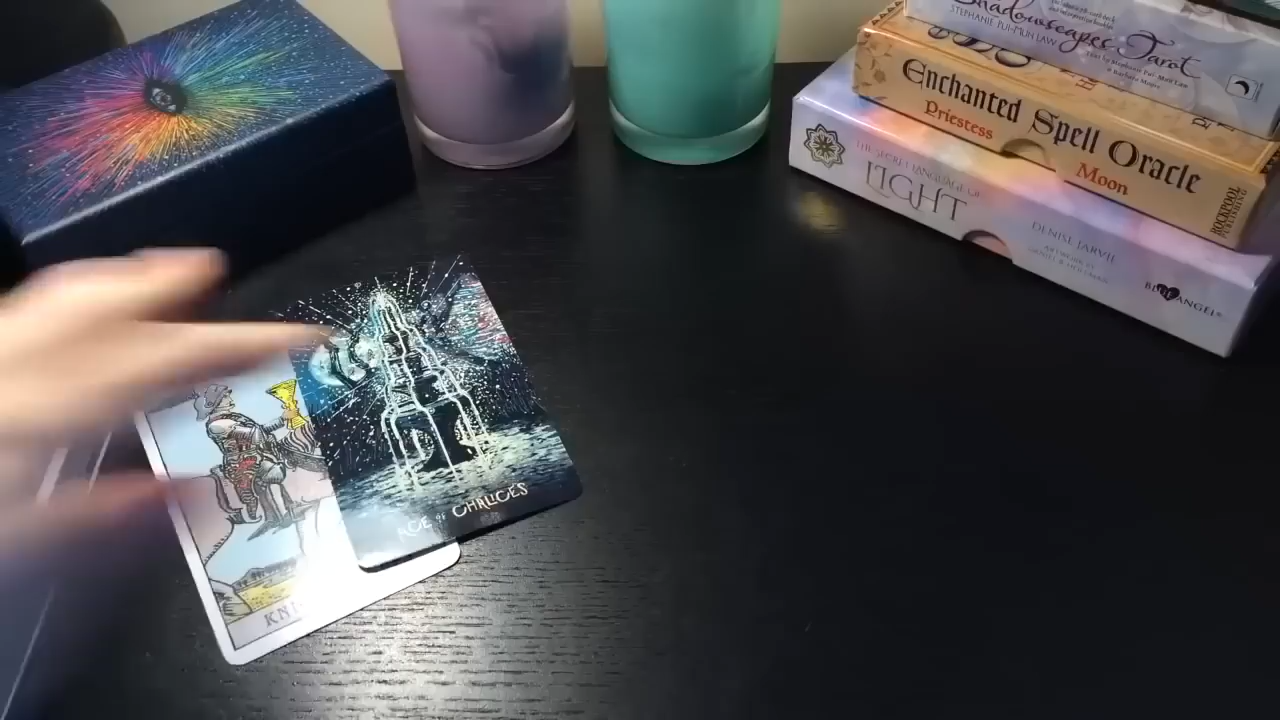 Shadowscapes Tarot
STEPHANIE PUI-MUN LAW
Enchanted Spell Oracle
Priestess
Moon
ROCKPOOL
PUBLISHING
THE SECRET LANGUAGE OF
LIGHT
DENISE JARVIE
BLUE ANGEL®
ACE OF CHALICES